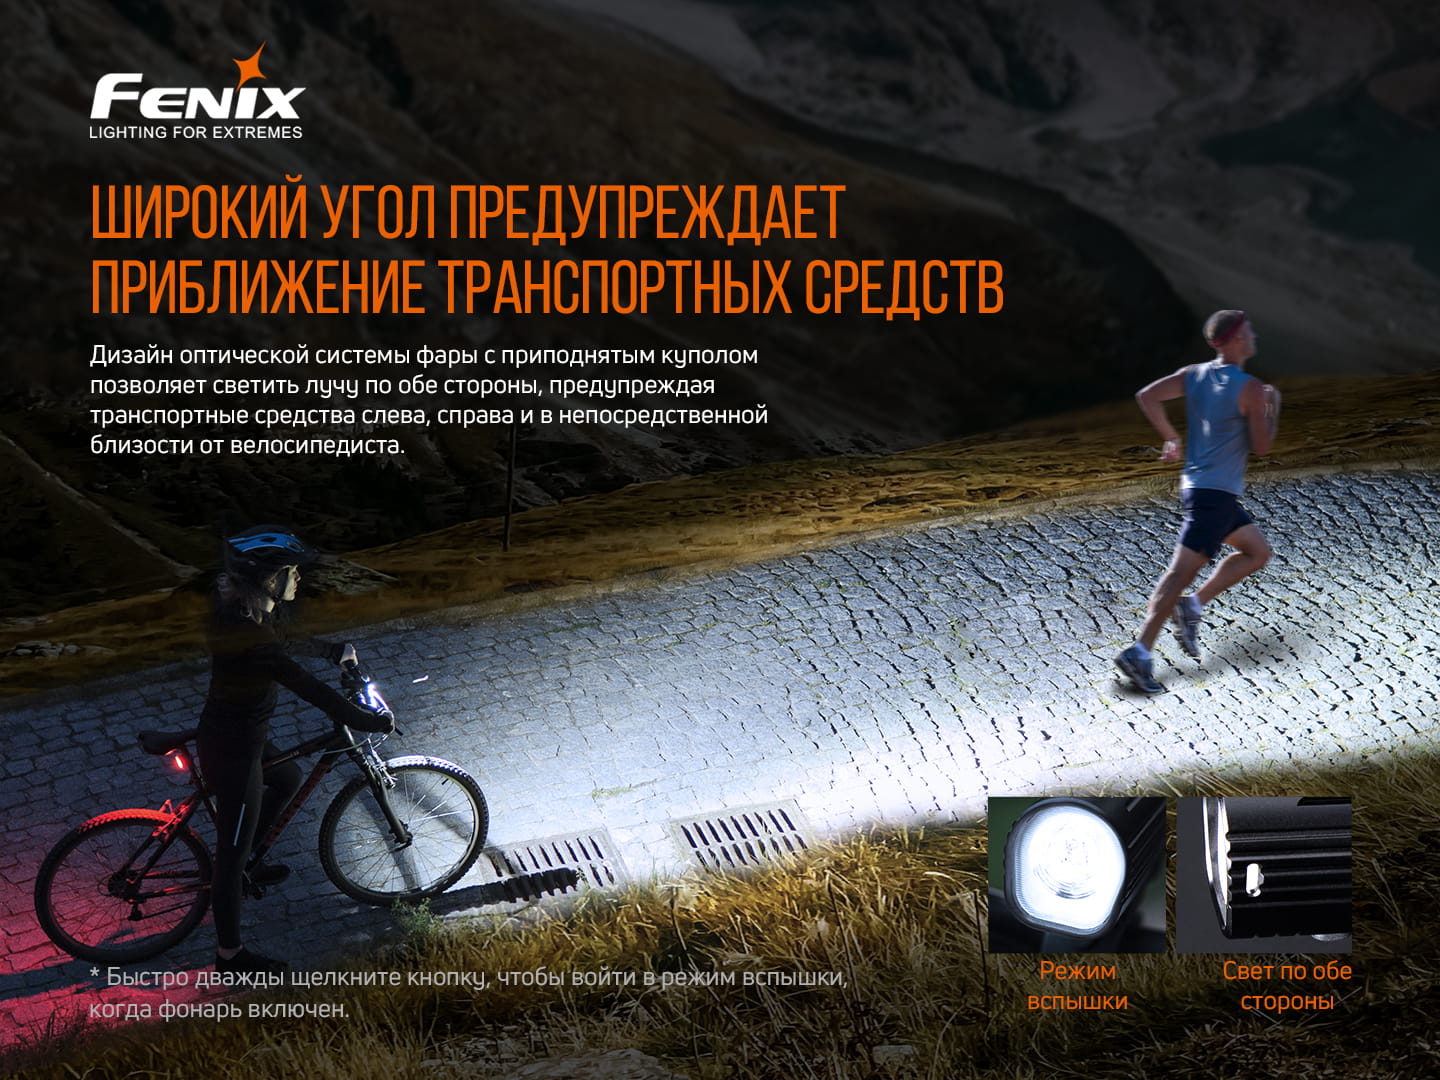 FENIX
LIGHTING FOR EXTREMES
ШИРОКИЙ УГОЛ ПРЕДУПРЕЖДАЕТ
ПРИБЛИЖЕНИЕ ТРАНСПОРТНЫХ СРЕДСТВ
Дизайн оптической системы фары с приподнятым куполом
позволяет светить лучу по обе стороны, предупреждая
транспортные средства слева, справа и в непосредственной
близости от велосипедиста.
* Быстро дважды щелкните кнопку, чтобы войти в режим вспышки,
когда фонарь включен.
Режим
вспышки
Свет по обе
стороны